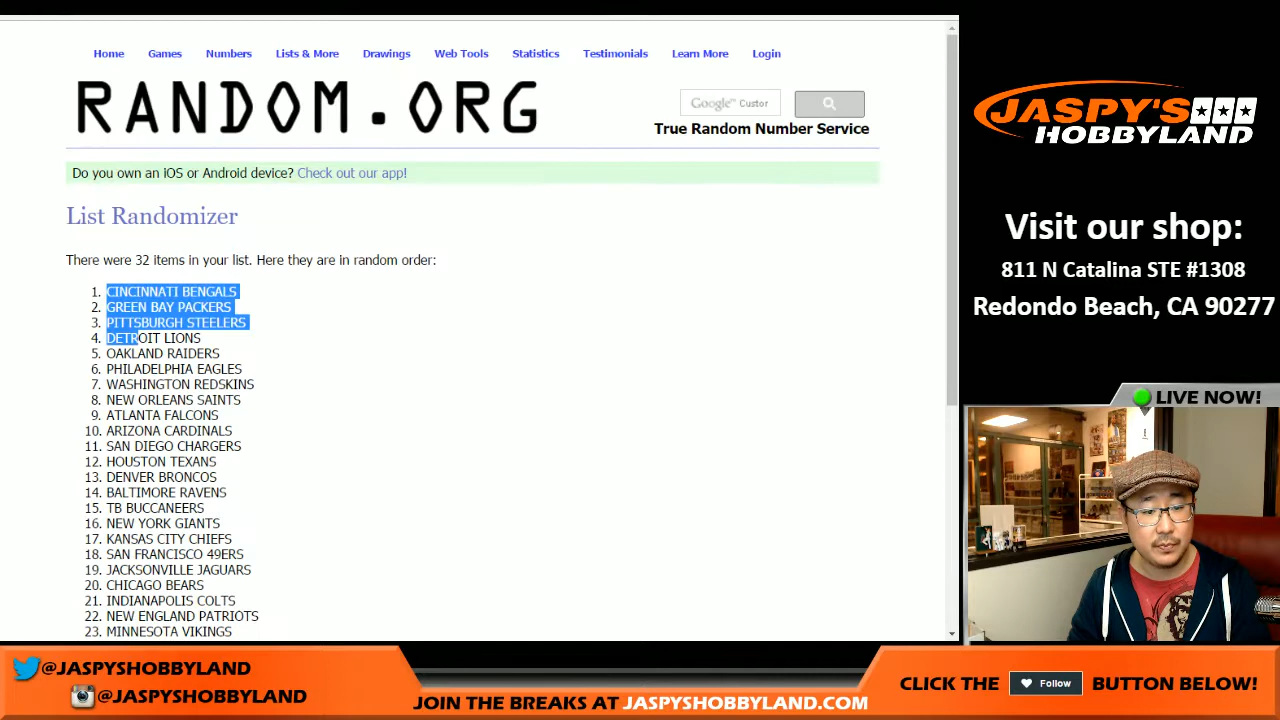 Home Games Numbers Lists & More Drawings Web Tools Statistics Testimonials Learn More Login
RANDOM.ORG
Google™ Custor
True Random Number Service
Do you own an iOS or Android device? Check out our app!
List Randomizer
There were 32 items in your list. Here they are in random order:
1. CINCINNATI BENGALS
2. GREEN BAY PACKERS
3. PITTSBURGH STEELERS
4. DETROIT LIONS
5. OAKLAND RAIDERS
6. PHILADELPHIA EAGLES
7. WASHINGTON REDSKINS
8. NEW ORLEANS SAINTS
9. ATLANTA FALCONS
10. ARIZONA CARDINALS
11. SAN DIEGO CHARGERS
12. HOUSTON TEXANS
13. DENVER BRONCOS
14. BALTIMORE RAVENS
15. TB BUCCANEERS
16. NEW YORK GIANTS
17. KANSAS CITY CHIEFS
18. SAN FRANCISCO 49ERS
19. JACKSONVILLE JAGUARS
20. CHICAGO BEARS
21. INDIANAPOLIS COLTS
22. NEW ENGLAND PATRIOTS
23. MINNESOTA VIKINGS
JASPY'S
HOBBYLAND
Visit our shop:
811 N Catalina STE #1308
Redondo Beach, CA 90277
LIVE NOW!
@JASPYSHOBBYLAND
@JASPYSHOBBYLAND
JOIN THE BREAKS AT JASPYSHOBBYLAND.COM
CLICK THE Follow BUTTON BELOW!